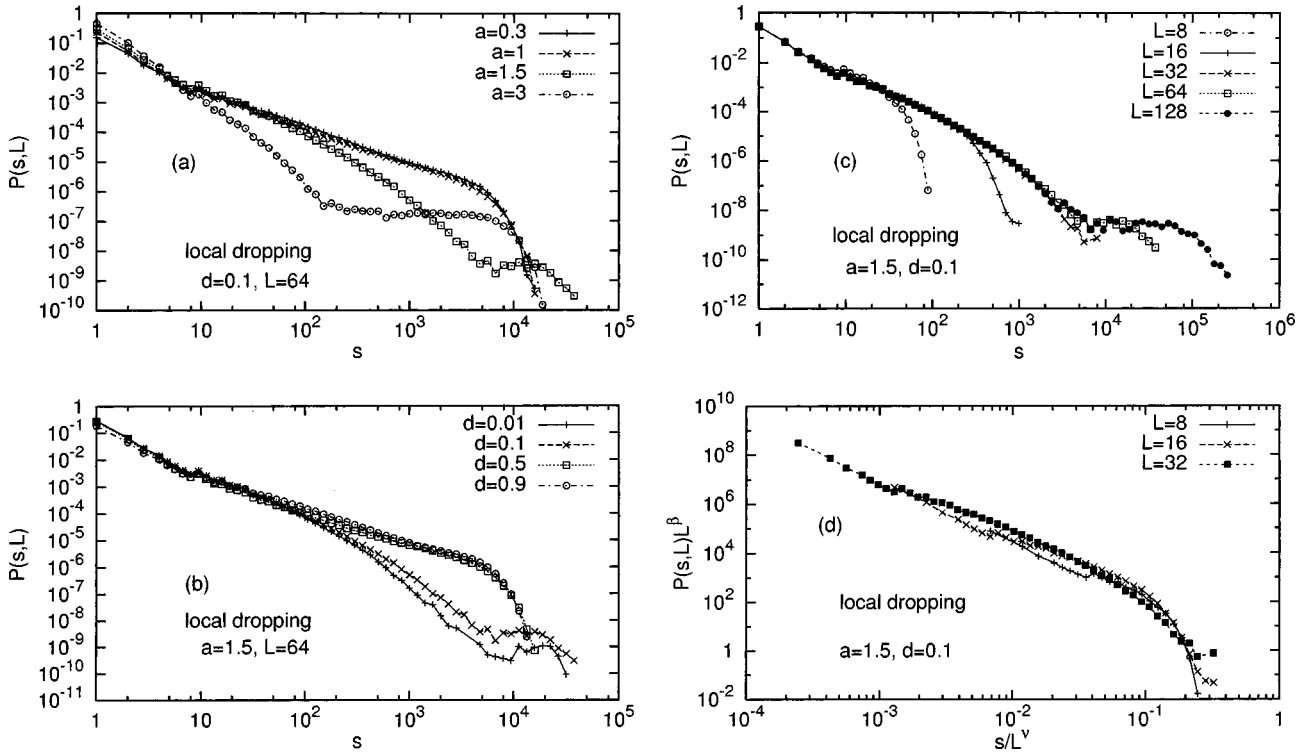 1
10^-1
10^-2
10^-3
10^-4
10^-5
10^-6
10^-7
10^-8
10^-9
10^-10
P(s,L)
a=0.3
a=1
a=1.5
a=3
(a)
local dropping
d=0.1, L=64
1 10 10^2 10^3 10^4 10^5
s
1
10^-2
10^-4
10^-6
10^-8
10^-10
10^-12
P(s,L)
L=8
L=16
L=32
L=64
L=128
(c)
local dropping
a=1.5, d=0.1
1 10 10^2 10^3 10^4 10^5 10^6
s
1
10^-1
10^-2
10^-3
10^-4
10^-5
10^-6
10^-7
10^-8
10^-9
10^-10
10^-11
P(s,L)
d=0.01
d=0.1
d=0.5
d=0.9
(b)
local dropping
a=1.5, L=64
1 10 10^2 10^3 10^4 10^5
s
10^10
10^8
10^6
10^4
10^2
1
10^-2
P(s,L)L^β
L=8
L=16
L=32
(d)
local dropping
a=1.5, d=0.1
10^-4 10^-3 10^-2 10^-1 1
s/L^ν